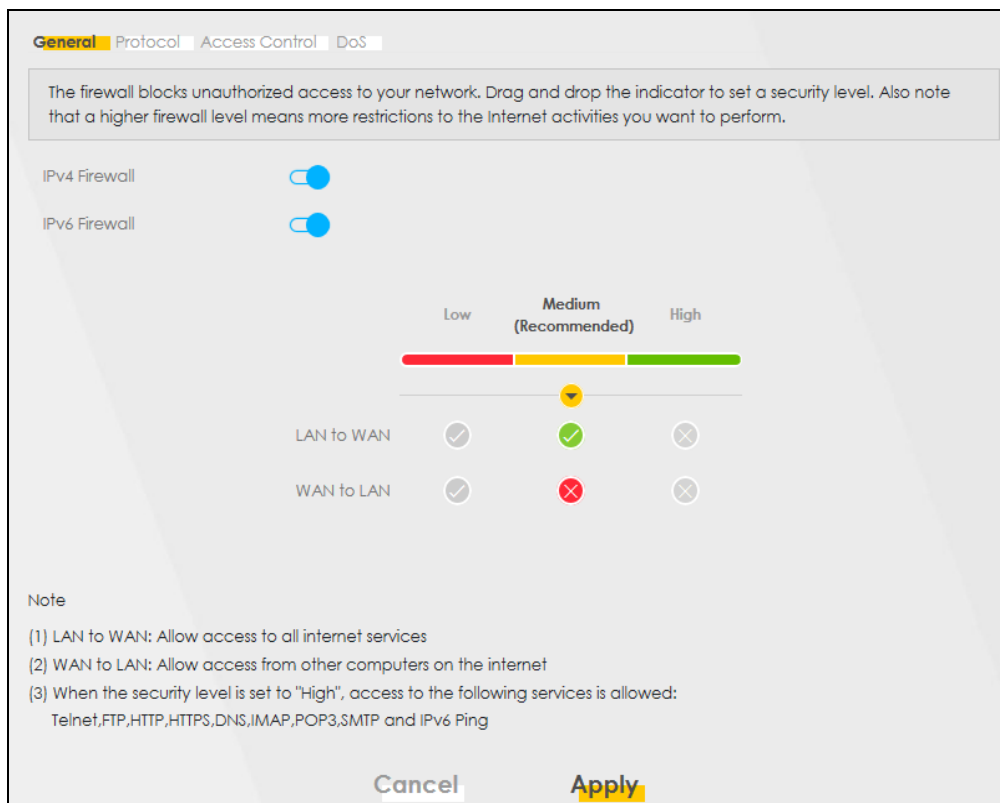 General Protocol Access Control DoS
The firewall blocks unauthorized access to your network. Drag and drop the indicator to set a security level. Also note
that a higher firewall level means more restrictions to the Internet activities you want to perform.
IPv4 Firewall
IPv6 Firewall
Low Medium High
(Recommended)
LAN to WAN
WAN to LAN
Note
(1) LAN to WAN: Allow access to all internet services
(2) WAN to LAN: Allow access from other computers on the internet
(3) When the security level is set to "High", access to the following services is allowed:
Telnet,FTP,HTTP,HTTPS,DNS,IMAP,POP3,SMTP and IPv6 Ping
Cancel Apply